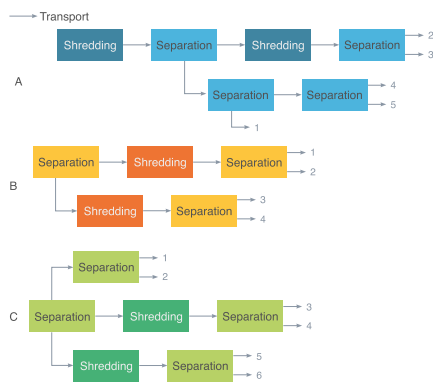 Transport
Shredding Separation Shredding Separation 2
3
A
Separation Separation 4
5
1
B
Separation Shredding Separation 1
2
Shredding Separation 3
4
C
Separation 1
2
Separation Shredding Separation 3
4
Shredding Separation 5
6